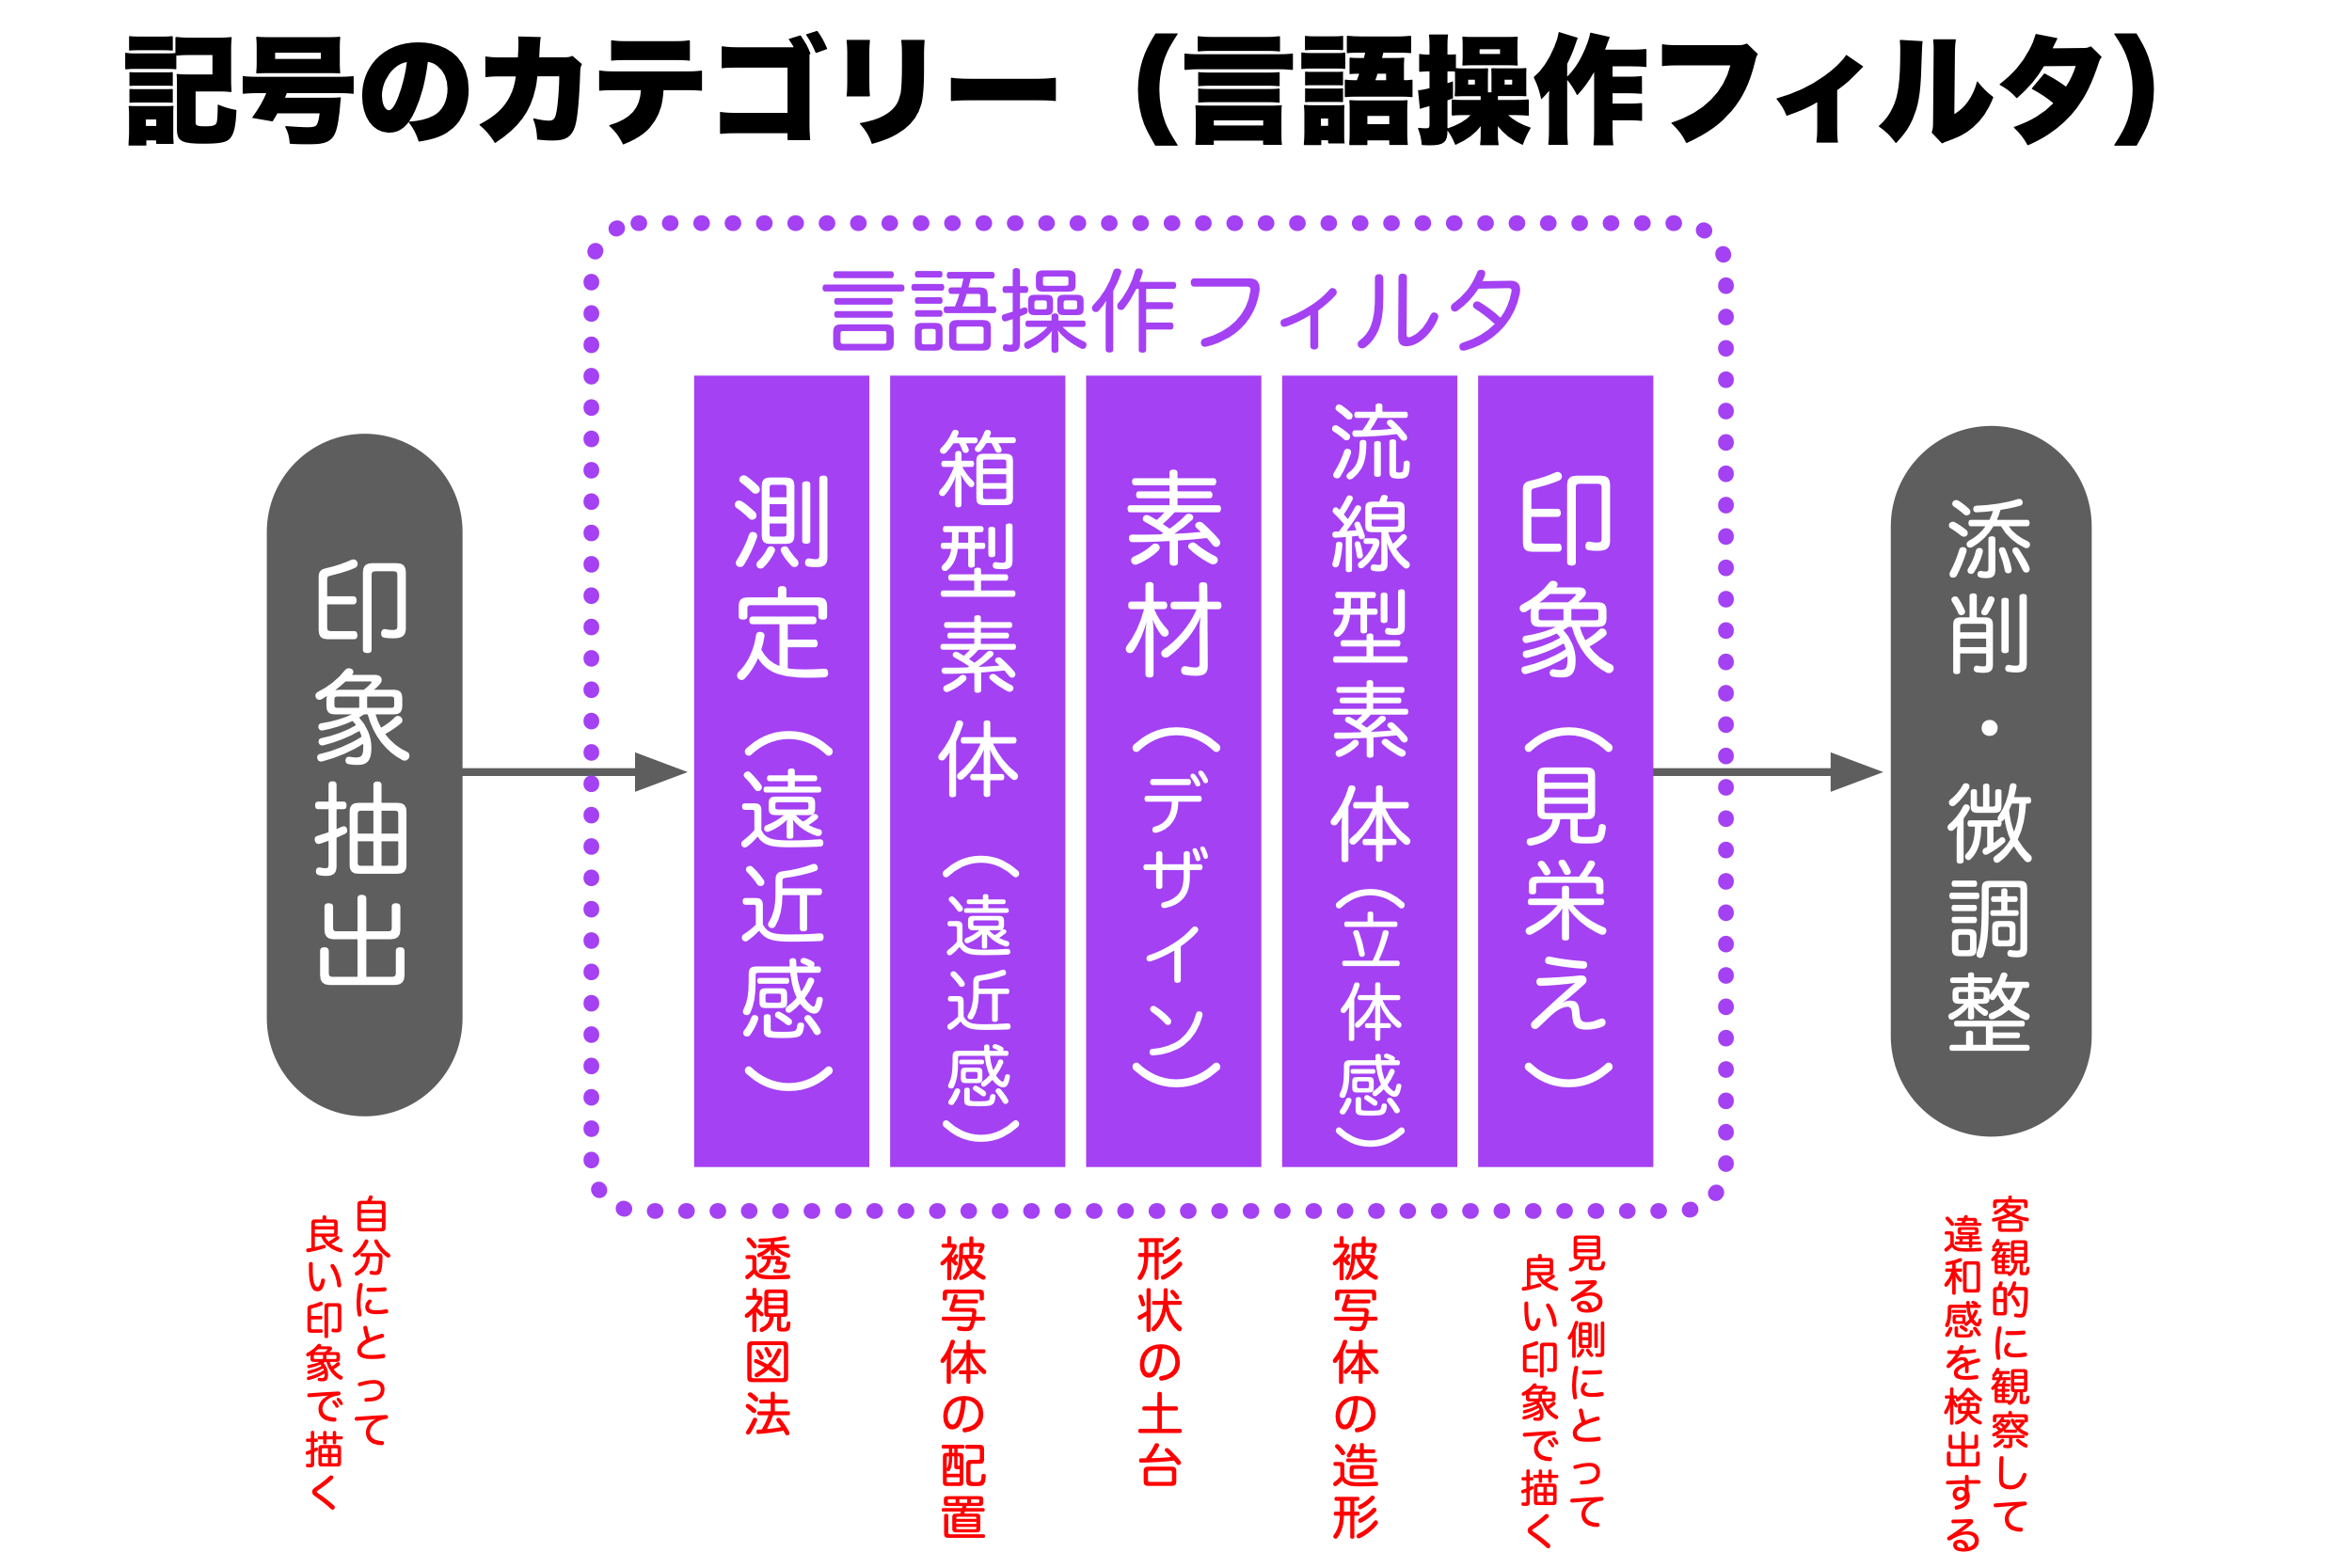 記号のカテゴリー (言語操作フィルタ)
言語操作フィルタ
印象抽出
測定 (遠近感)
箱型素体 (遠近感)
素材 (デザイン)
流線型素体 (立体感)
印象 (見栄え)
添削・微調整
自分にとって
良い印象で描く
透視図法
被写体の配置
形状の土台
造形
見る側にとって
良い印象で描く
客観的に観察して
違和感を検出する